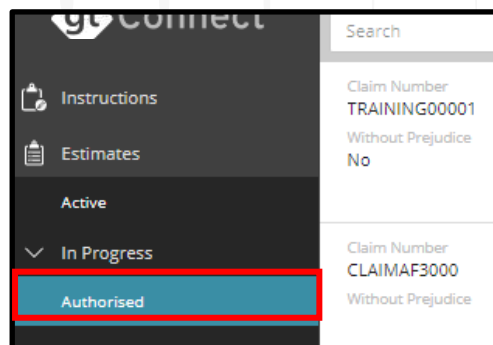 gt Connect
Instructions
Estimates
Active
In Progress
Authorised
Search
Claim Number
TRAINING00001
Without Prejudice
No
Claim Number
CLAIMAF3000
Without Prejudice